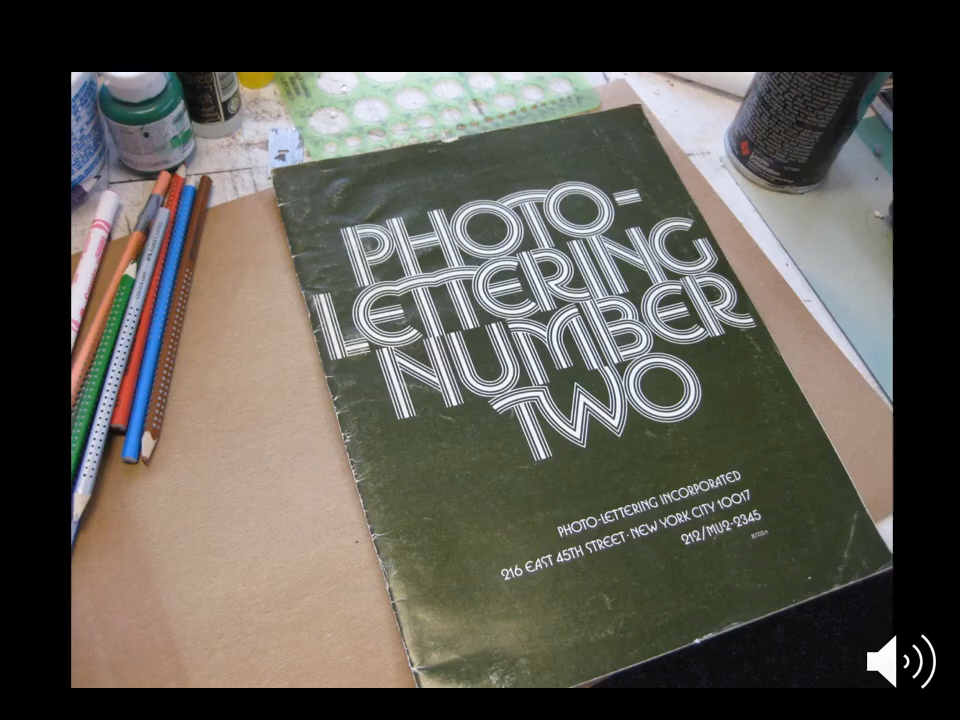 PHOTO-
LETTERING
NUMBER
TWO
PHOTO-LETTERING INCORPORATED
216 EAST 45TH STREET · NEW YORK CITY 10017
212/MU2-2345